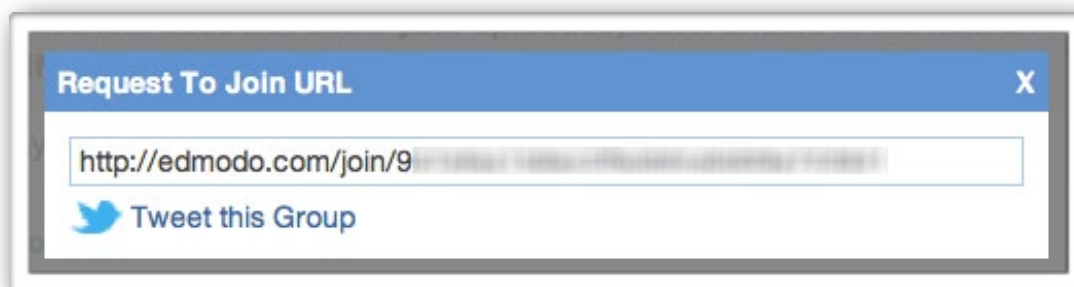 Request To Join URL X
http://edmodo.com/join/9
Tweet this Group